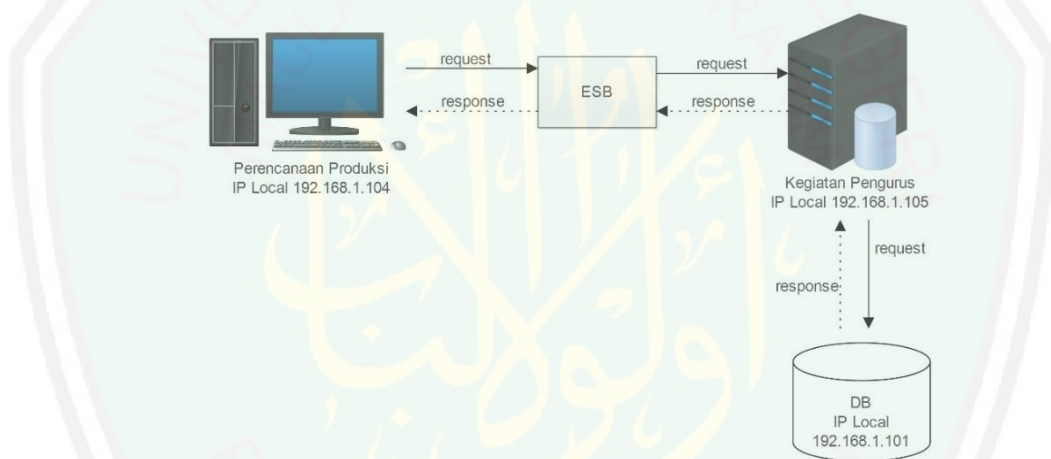 request
request
ESB
response
response
Perencanaan Produksi
IP Local 192.168.1.104
Kegiatan Pengurus
IP Local 192.168.1.105
request
response
DB
IP Local
192.168.1.101